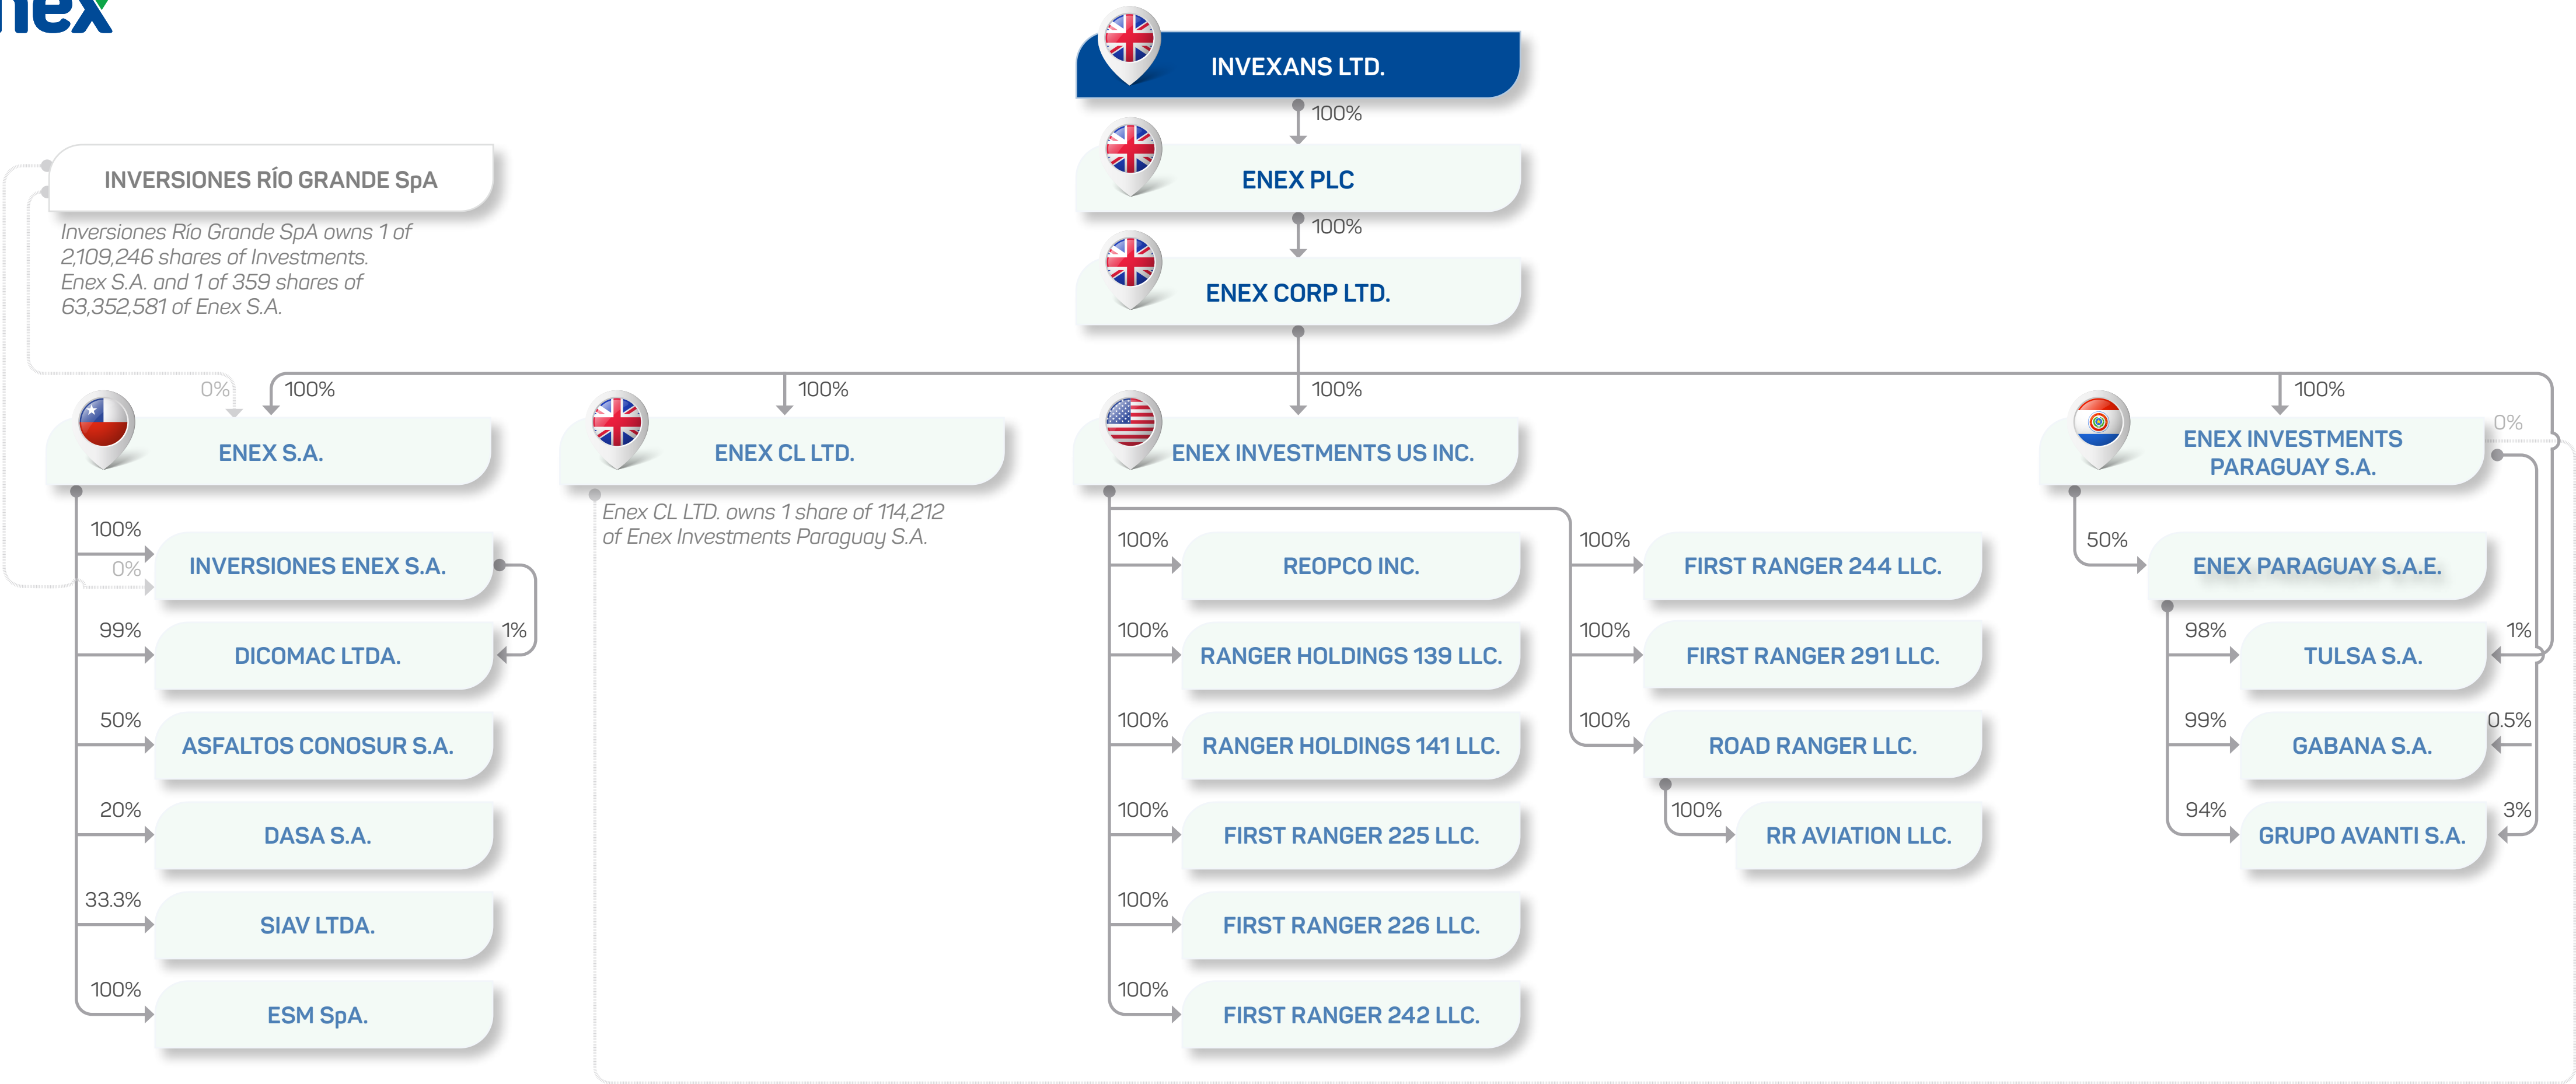 INVEXANS LTD.
100%
ENEX PLC
100%
ENEX CORP LTD.
INVERSIONES RÍO GRANDE SpA
Inversiones Río Grande SpA owns 1 of
2,109,246 shares of Investments.
Enex S.A. and 1 of 359 shares of
63,352,581 of Enex S.A.
0%
100%
100%
100%
100%
0%
ENEX S.A.
ENEX CL LTD.
ENEX INVESTMENTS US INC.
ENEX INVESTMENTS
PARAGUAY S.A.
Enex CL LTD. owns 1 share of 114,212
of Enex Investments Paraguay S.A.
100%
0%
INVERSIONES ENEX S.A.
1%
99%
DICOMAC LTDA.
50%
ASFALTOS CONOSUR S.A.
20%
DASA S.A.
33.3%
SIAV LTDA.
100%
ESM SpA.
100%
REOPCO INC.
100%
RANGER HOLDINGS 139 LLC.
100%
RANGER HOLDINGS 141 LLC.
100%
FIRST RANGER 225 LLC.
100%
FIRST RANGER 226 LLC.
100%
FIRST RANGER 242 LLC.
100%
FIRST RANGER 244 LLC.
100%
FIRST RANGER 291 LLC.
100%
ROAD RANGER LLC.
100%
RR AVIATION LLC.
50%
ENEX PARAGUAY S.A.E.
98%
TULSA S.A.
1%
99%
GABANA S.A.
0.5%
94%
GRUPO AVANTI S.A.
3%